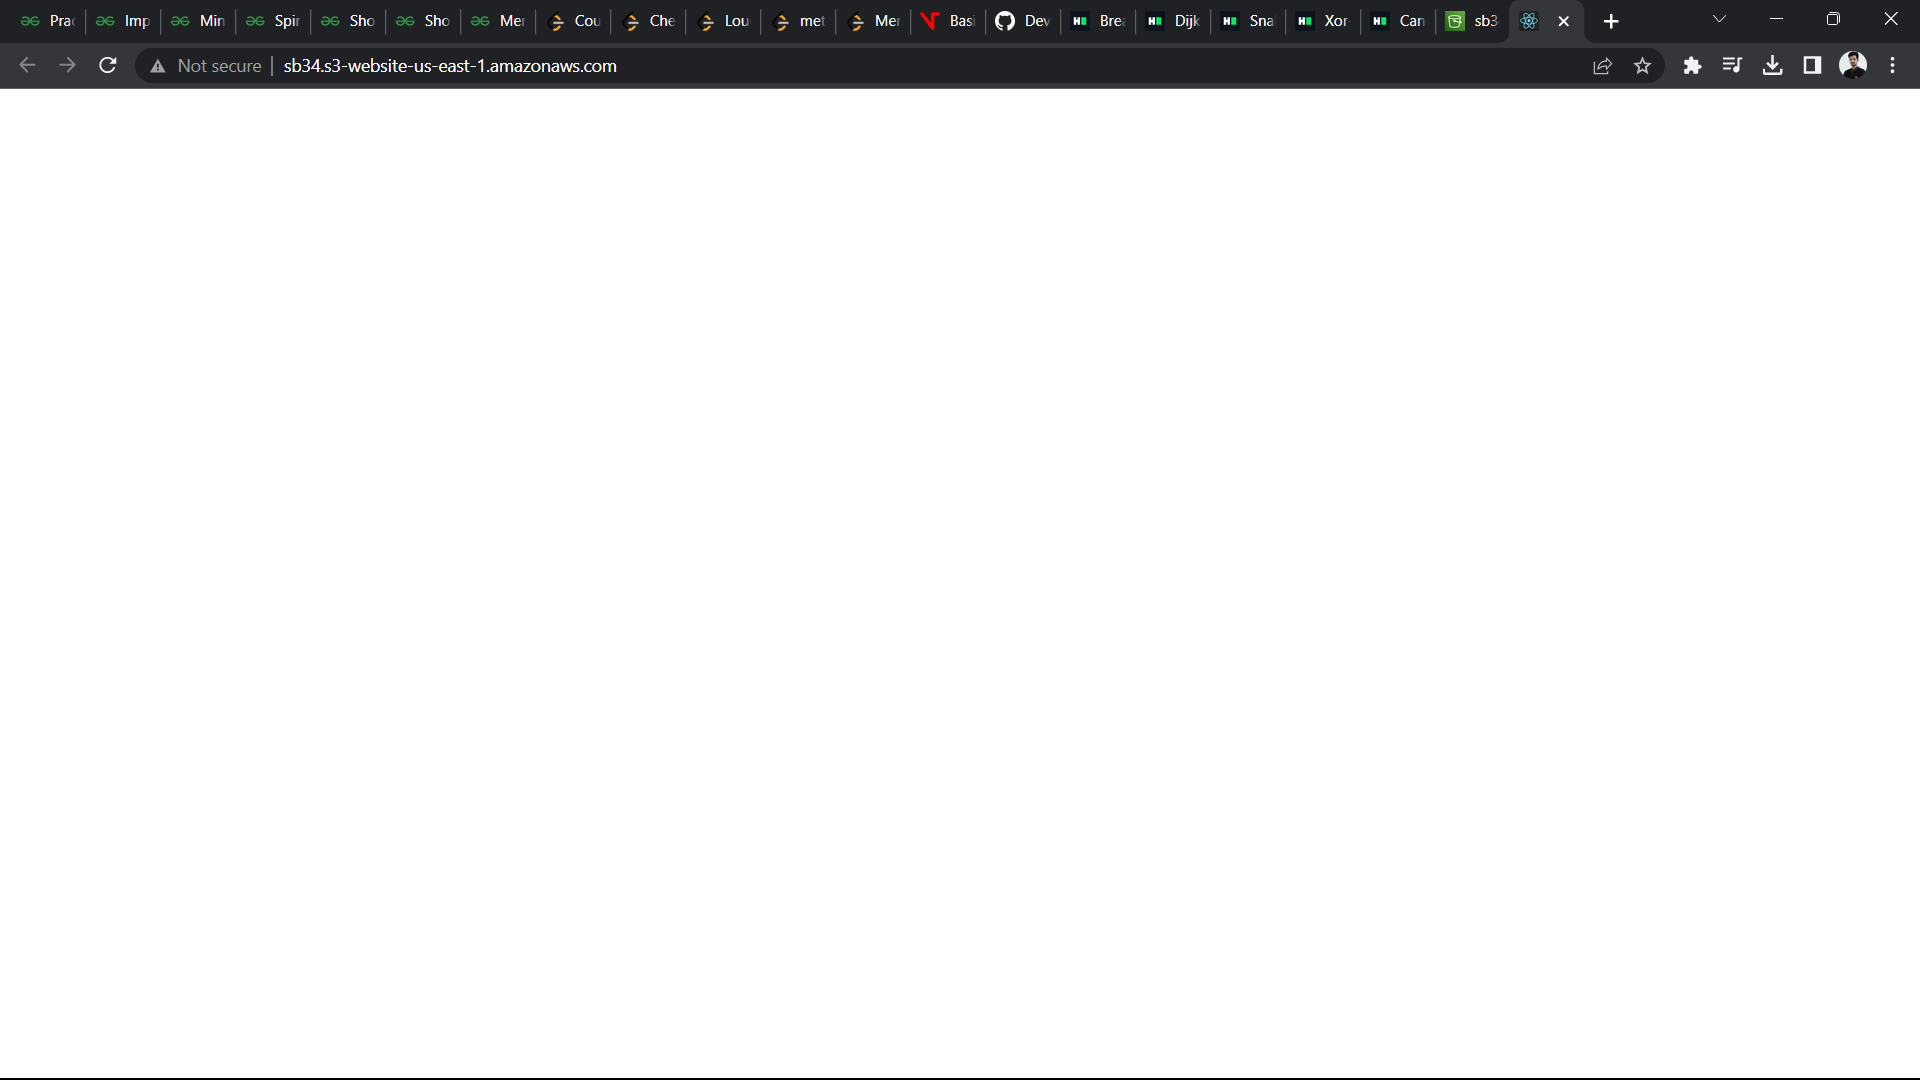 Prac Imp Min Spir Sho Sho Mer Cou Che Lou met Mer Basi Dev Brea Dijk Sna Xor- Can sb3
Not secure sb34.s3-website-us-east-1.amazonaws.com